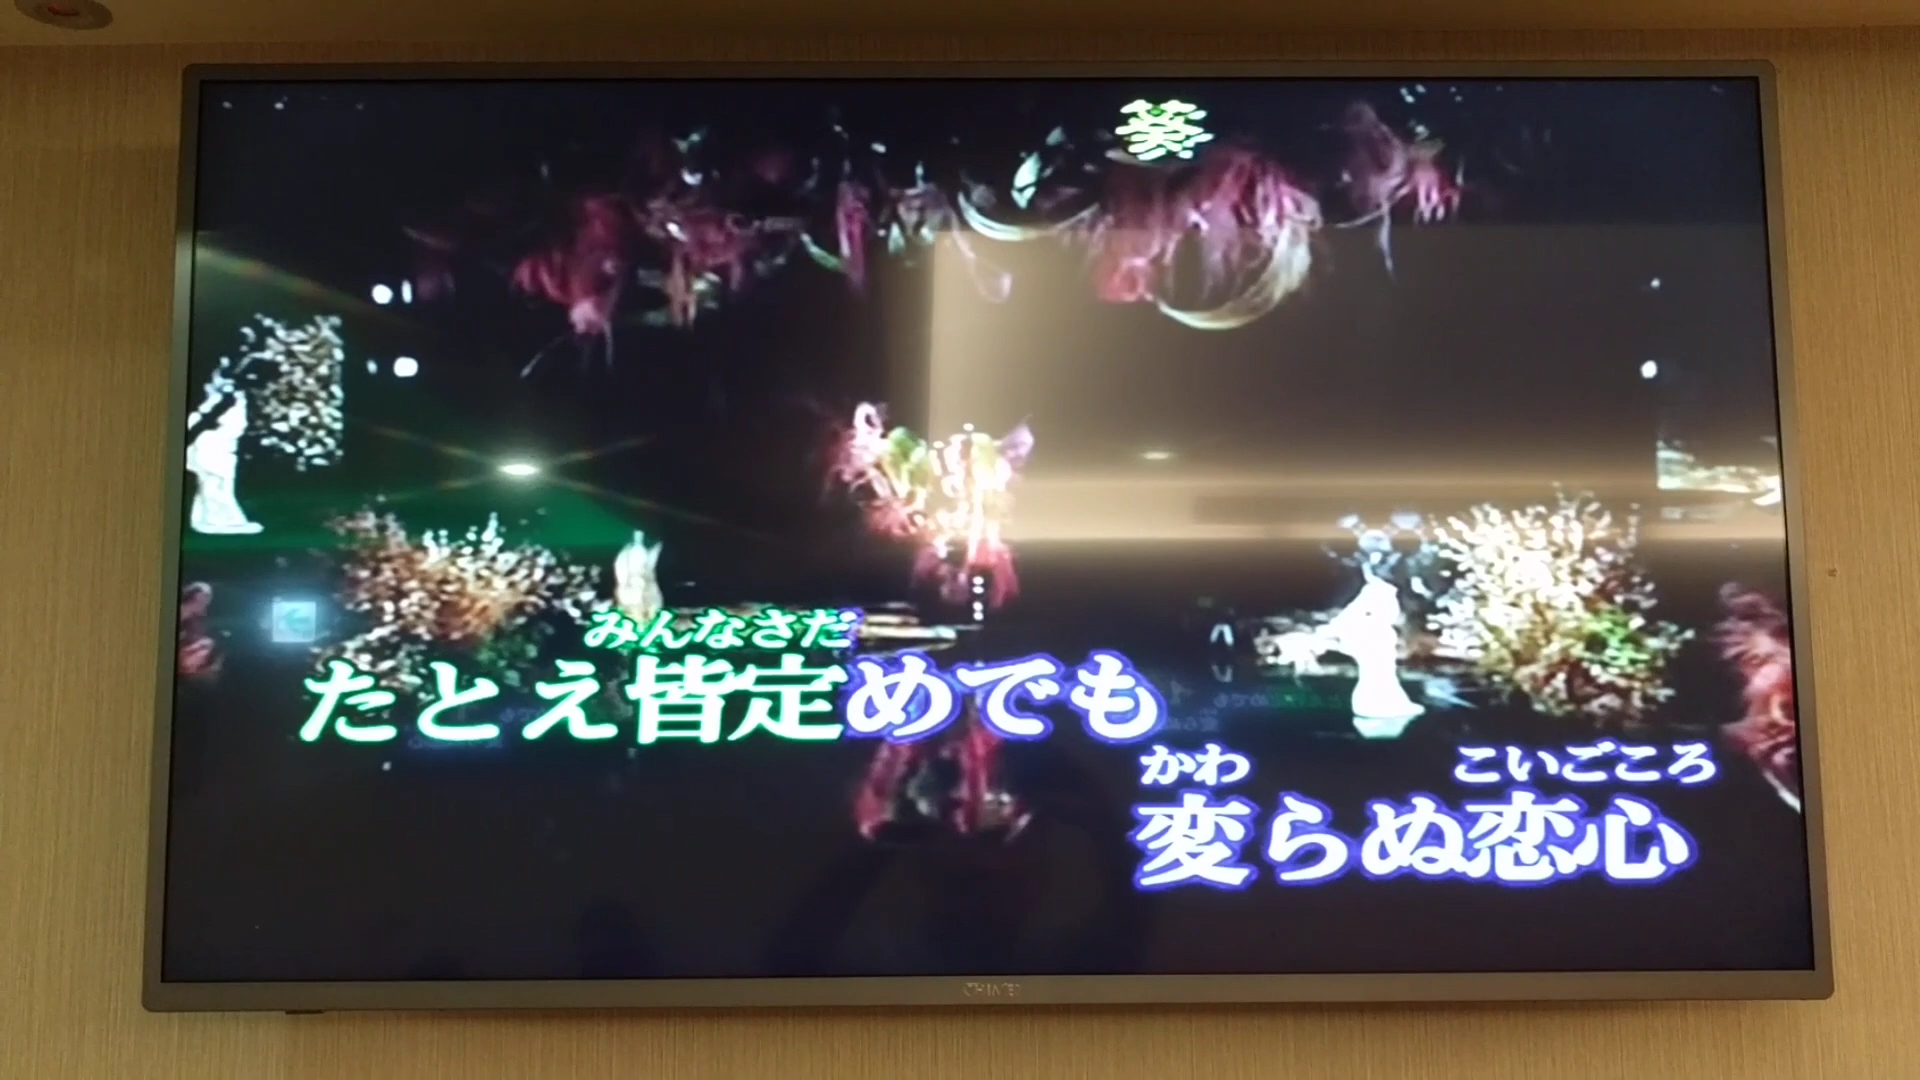 葵
みんなさだ
たとえ皆定めでも
かわ こいごころ
変らぬ恋心